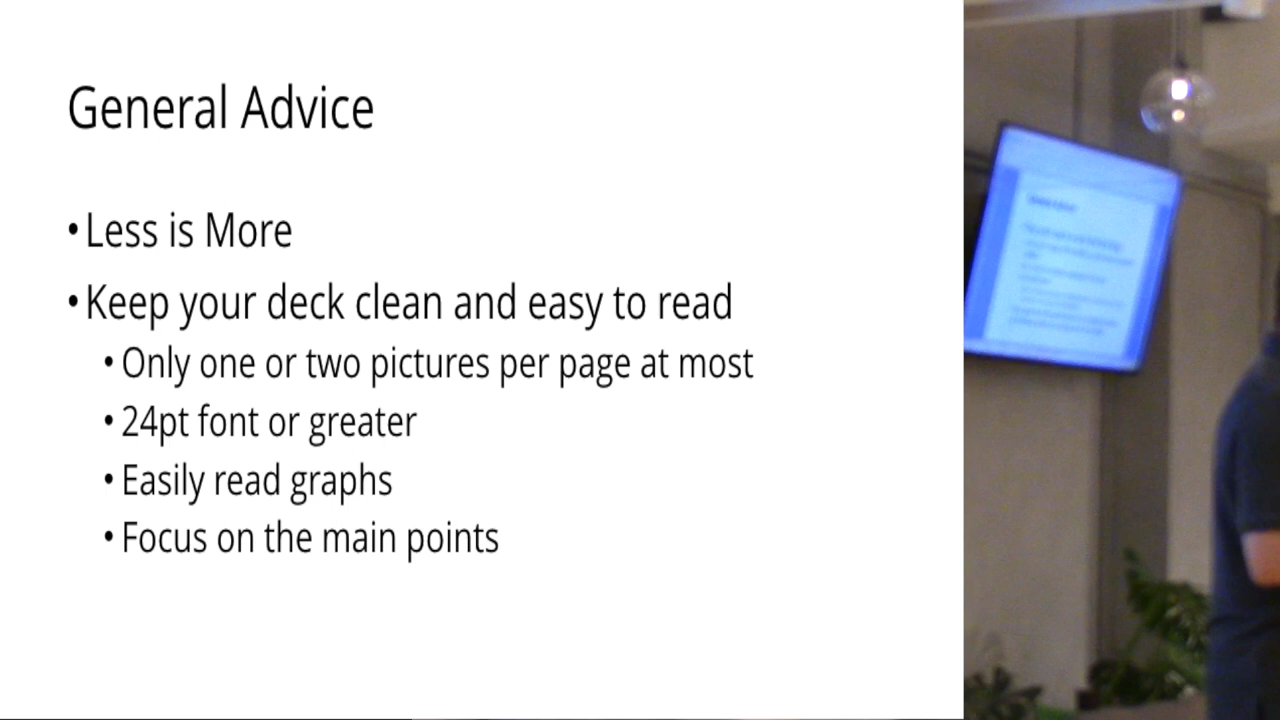 General Advice
• Less is More
• Keep your deck clean and easy to read
• Only one or two pictures per page at most
• 24pt font or greater
• Easily read graphs
• Focus on the main points